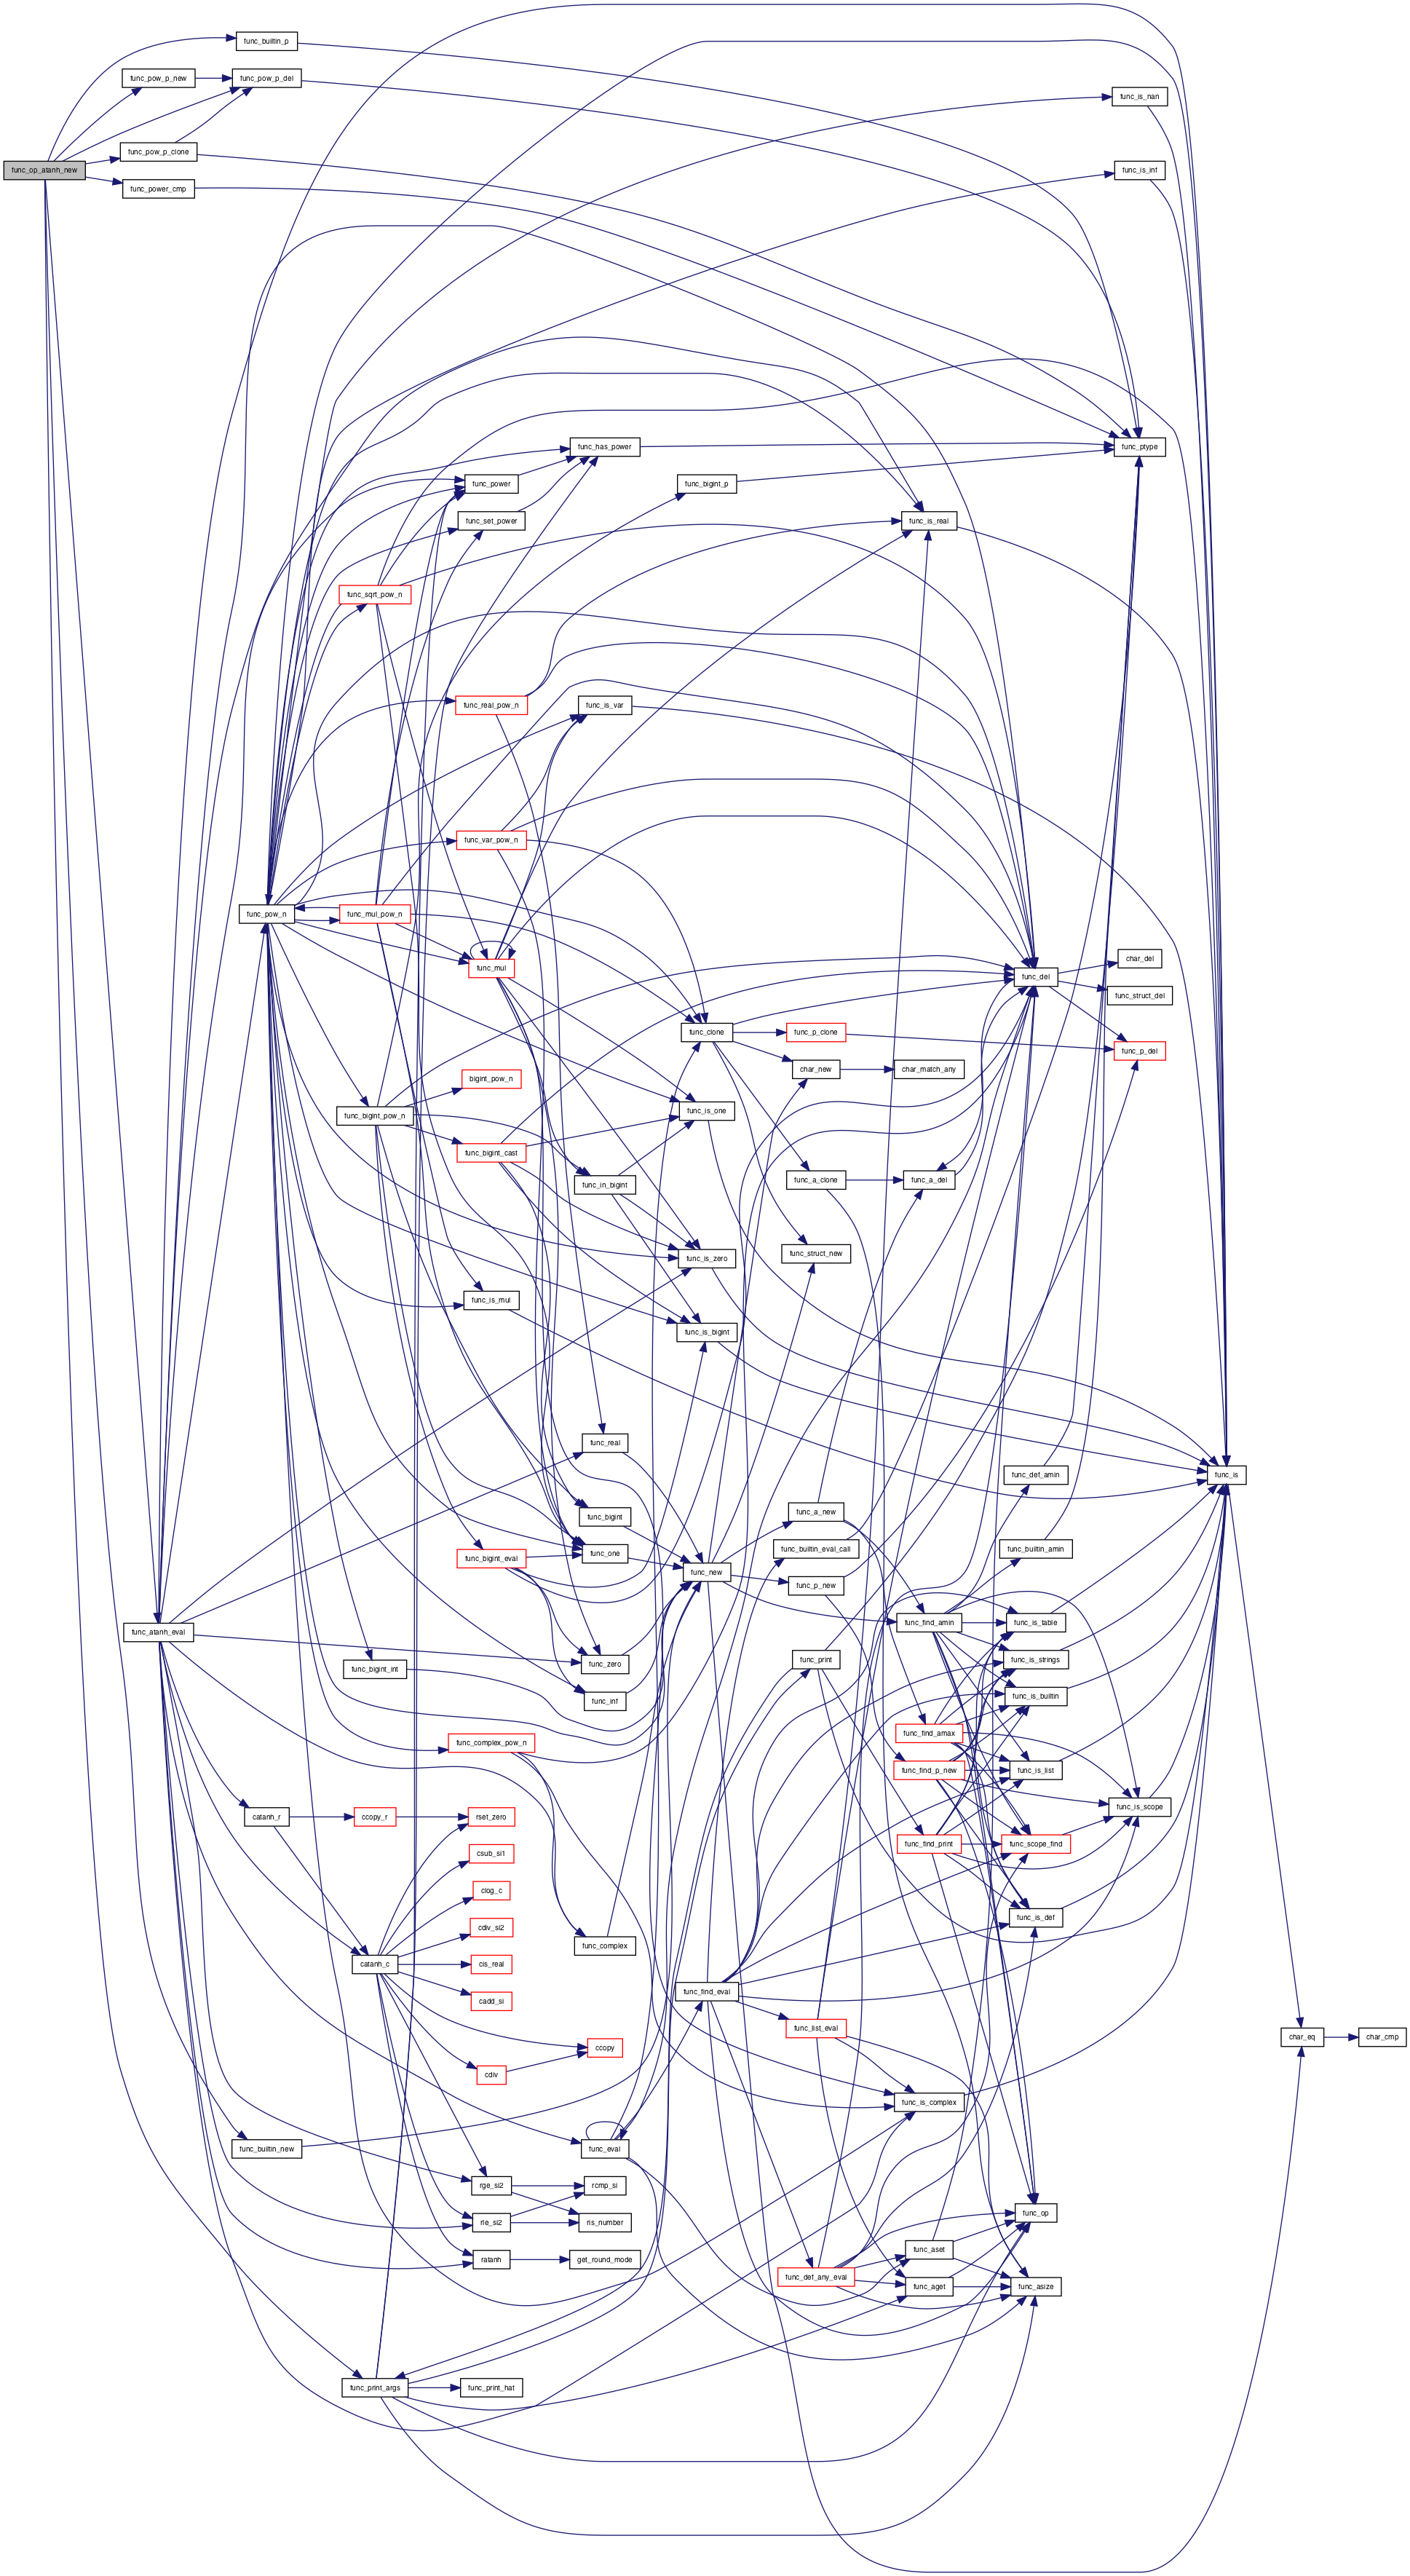 func_builtin_p
func_pow_p_new
func_pow_p_del
func_is_nan
func_pow_p_clone
func_op_atanh_new
func_is_inf
func_power_cmp
func_has_power
func_ptype
func_power
func_bigint_p
func_set_power
func_is_real
func_sqrt_pow_n
func_real_pow_n
func_is_var
func_var_pow_n
func_pow_n
func_mul_pow_n
char_del
func_mul
func_del
func_struct_del
func_clone
func_p_clone
func_p_del
char_new
char_match_any
bigint_pow_n
func_bigint_pow_n
func_is_one
func_bigint_cast
func_in_bigint
func_a_clone
func_a_del
func_is_zero
func_struct_new
func_is_mul
func_is_bigint
func_real
func_def_amin
func_is
func_bigint
func_a_new
func_builtin_eval_call
func_builtin_amin
func_bigint_eval
func_one
func_new
func_p_new
func_find_amin
func_is_table
func_atanh_eval
func_bigint_int
func_zero
func_print
func_is_strings
func_inf
func_is_builtin
func_complex_pow_n
func_find_amax
func_find_p_new
func_is_list
func_is_scope
catanh_r
ccopy_r
rset_zero
func_find_print
func_scope_find
csub_si1
clog_c
func_is_def
cdiv_si2
func_complex
catanh_c
cis_real
func_find_eval
cadd_si
func_list_eval
char_eq
char_cmp
ccopy
cdiv
func_is_complex
func_builtin_new
func_eval
rge_si2
rcmp_si
func_op
rle_si2
ris_number
func_aset
ratanh
get_round_mode
func_def_any_eval
func_aget
func_asize
func_print_args
func_print_hat